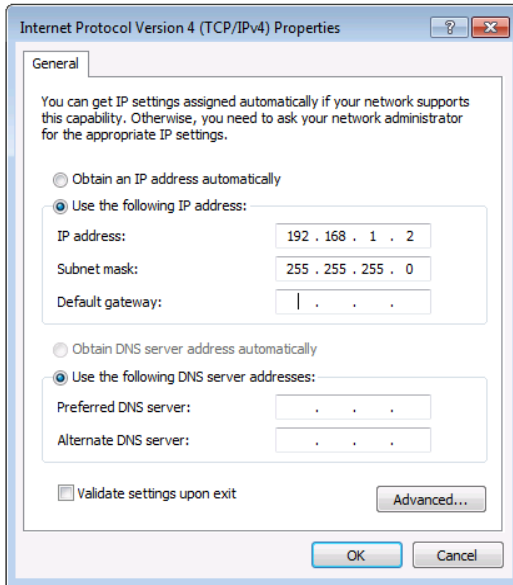 Internet Protocol Version 4 (TCP/IPv4) Properties
?
General
You can get IP settings assigned automatically if your network supports
this capability. Otherwise, you need to ask your network administrator
for the appropriate IP settings.
Obtain an IP address automatically
Use the following IP address:
IP address: 192 . 168 . 1 . 2
Subnet mask: 255 . 255 . 255 . 0
Default gateway: . . .
Obtain DNS server address automatically
Use the following DNS server addresses:
Preferred DNS server: . . .
Alternate DNS server: . . .
Validate settings upon exit
Advanced...
OK Cancel